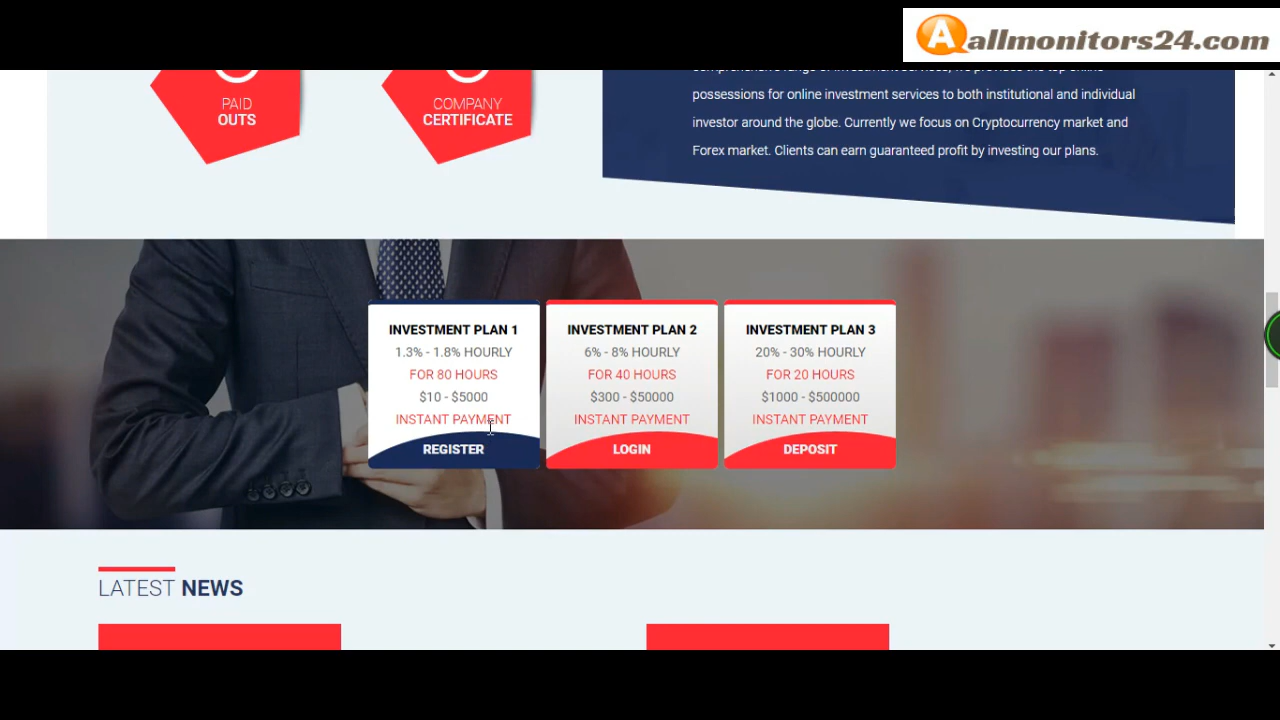 allmonitors24.com
PAID
OUTS
COMPANY
CERTIFICATE
possessions for online investment services to both institutional and individual
investor around the globe. Currently we focus on Cryptocurrency market and
Forex market. Clients can earn guaranteed profit by investing our plans.
INVESTMENT PLAN 1
1.3% - 1.8% HOURLY
FOR 80 HOURS
$10 - $5000
INSTANT PAYMENT
REGISTER
INVESTMENT PLAN 2
6% - 8% HOURLY
FOR 40 HOURS
$300 - $50000
INSTANT PAYMENT
LOGIN
INVESTMENT PLAN 3
20% - 30% HOURLY
FOR 20 HOURS
$1000 - $500000
INSTANT PAYMENT
DEPOSIT
LATEST NEWS